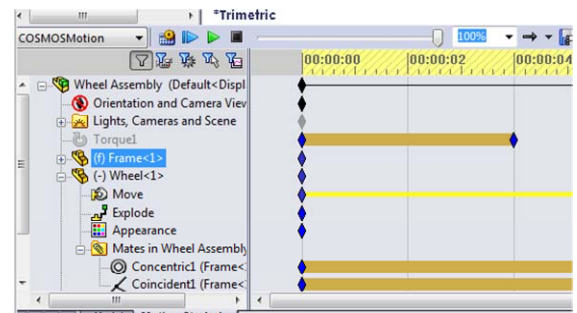 *Trimetric
COSMOSMotion
100%
00:00:00 00:00:02 00:00:04
Wheel Assembly (Default<Displ
Orientation and Camera View
Lights, Cameras and Scene
Torque1
(f) Frame<1>
(-) Wheel<1>
Move
Explode
Appearance
Mates in Wheel Assembly
Concentric1 (Frame<
Coincident1 (Frame<